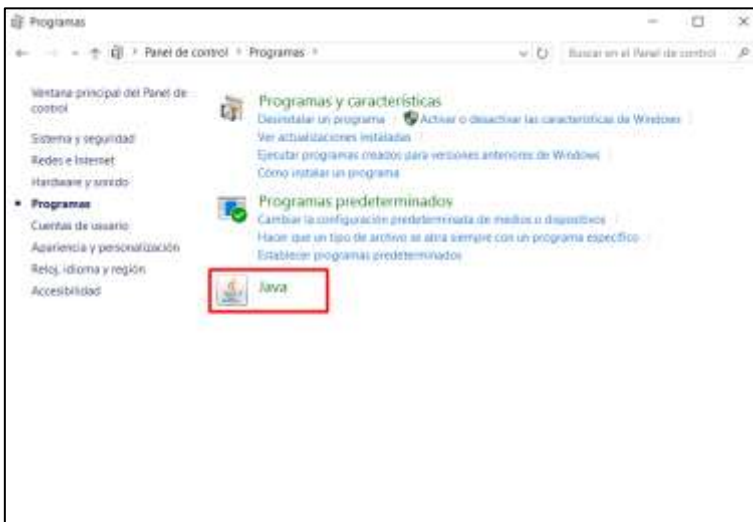 Programas
Panel de control > Programas >
Buscar en el Panel de control
Ventana principal del Panel de
control
Sistema y seguridad
Redes e Internet
Hardware y sonido
Programas
Cuentas de usuario
Apariencia y personalización
Reloj, idioma y región
Accesibilidad
Programas y características
Desinstalar un programa
Activar o desactivar las características de Windows
Ver actualizaciones instaladas
Ejecutar programas creados para versiones anteriores de Windows
Cómo instalar un programa
Programas predeterminados
Cambiar la configuración predeterminada de medios o dispositivos
Hacer que un tipo de archivo se abra siempre con un programa específico
Establecer programas predeterminados
Java